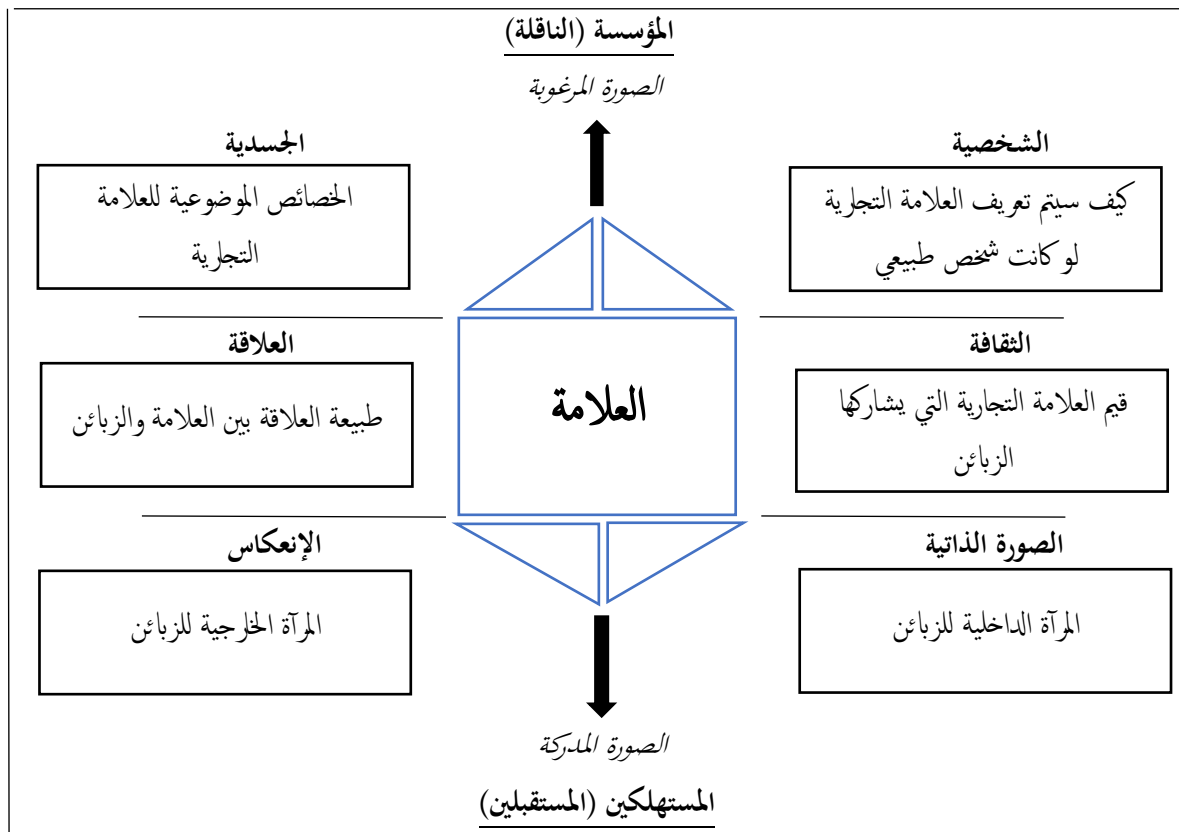 المؤسسة (الناقلة)
الصورة المرغوبة
الشخصية
كيف سيتم تعريف العلامة التجارية
لو كانت شخص طبيعي
الجسدية
الخصائص الموضوعية للعلامة
التجارية
الثقافة
قيم العلامة التجارية التي يشاركها
الزبائن
العلامة
العلاقة
طبيعة العلاقة بين العلامة والزبائن
الصورة الذاتية
المرآة الداخلية للزبائن
الإنعكاس
المرآة الخارجية للزبائن
الصورة المدركة
المستهلكين (المستقبلين)